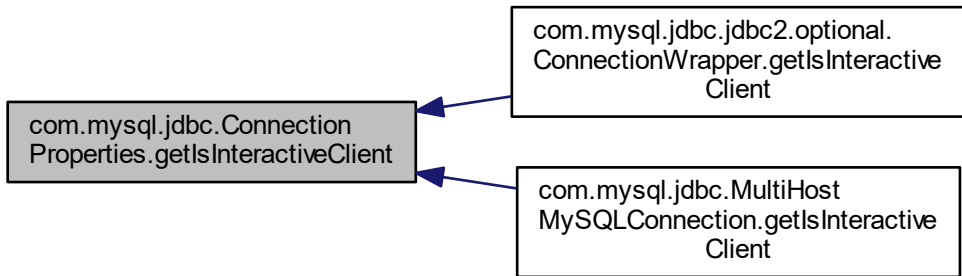 com.mysql.jdbc.Connection
Properties.getIsInteractiveClient
com.mysql.jdbc.jdbc2.optional.
ConnectionWrapper.getIsInteractive
Client
com.mysql.jdbc.MultiHost
MySQLConnection.getIsInteractive
Client